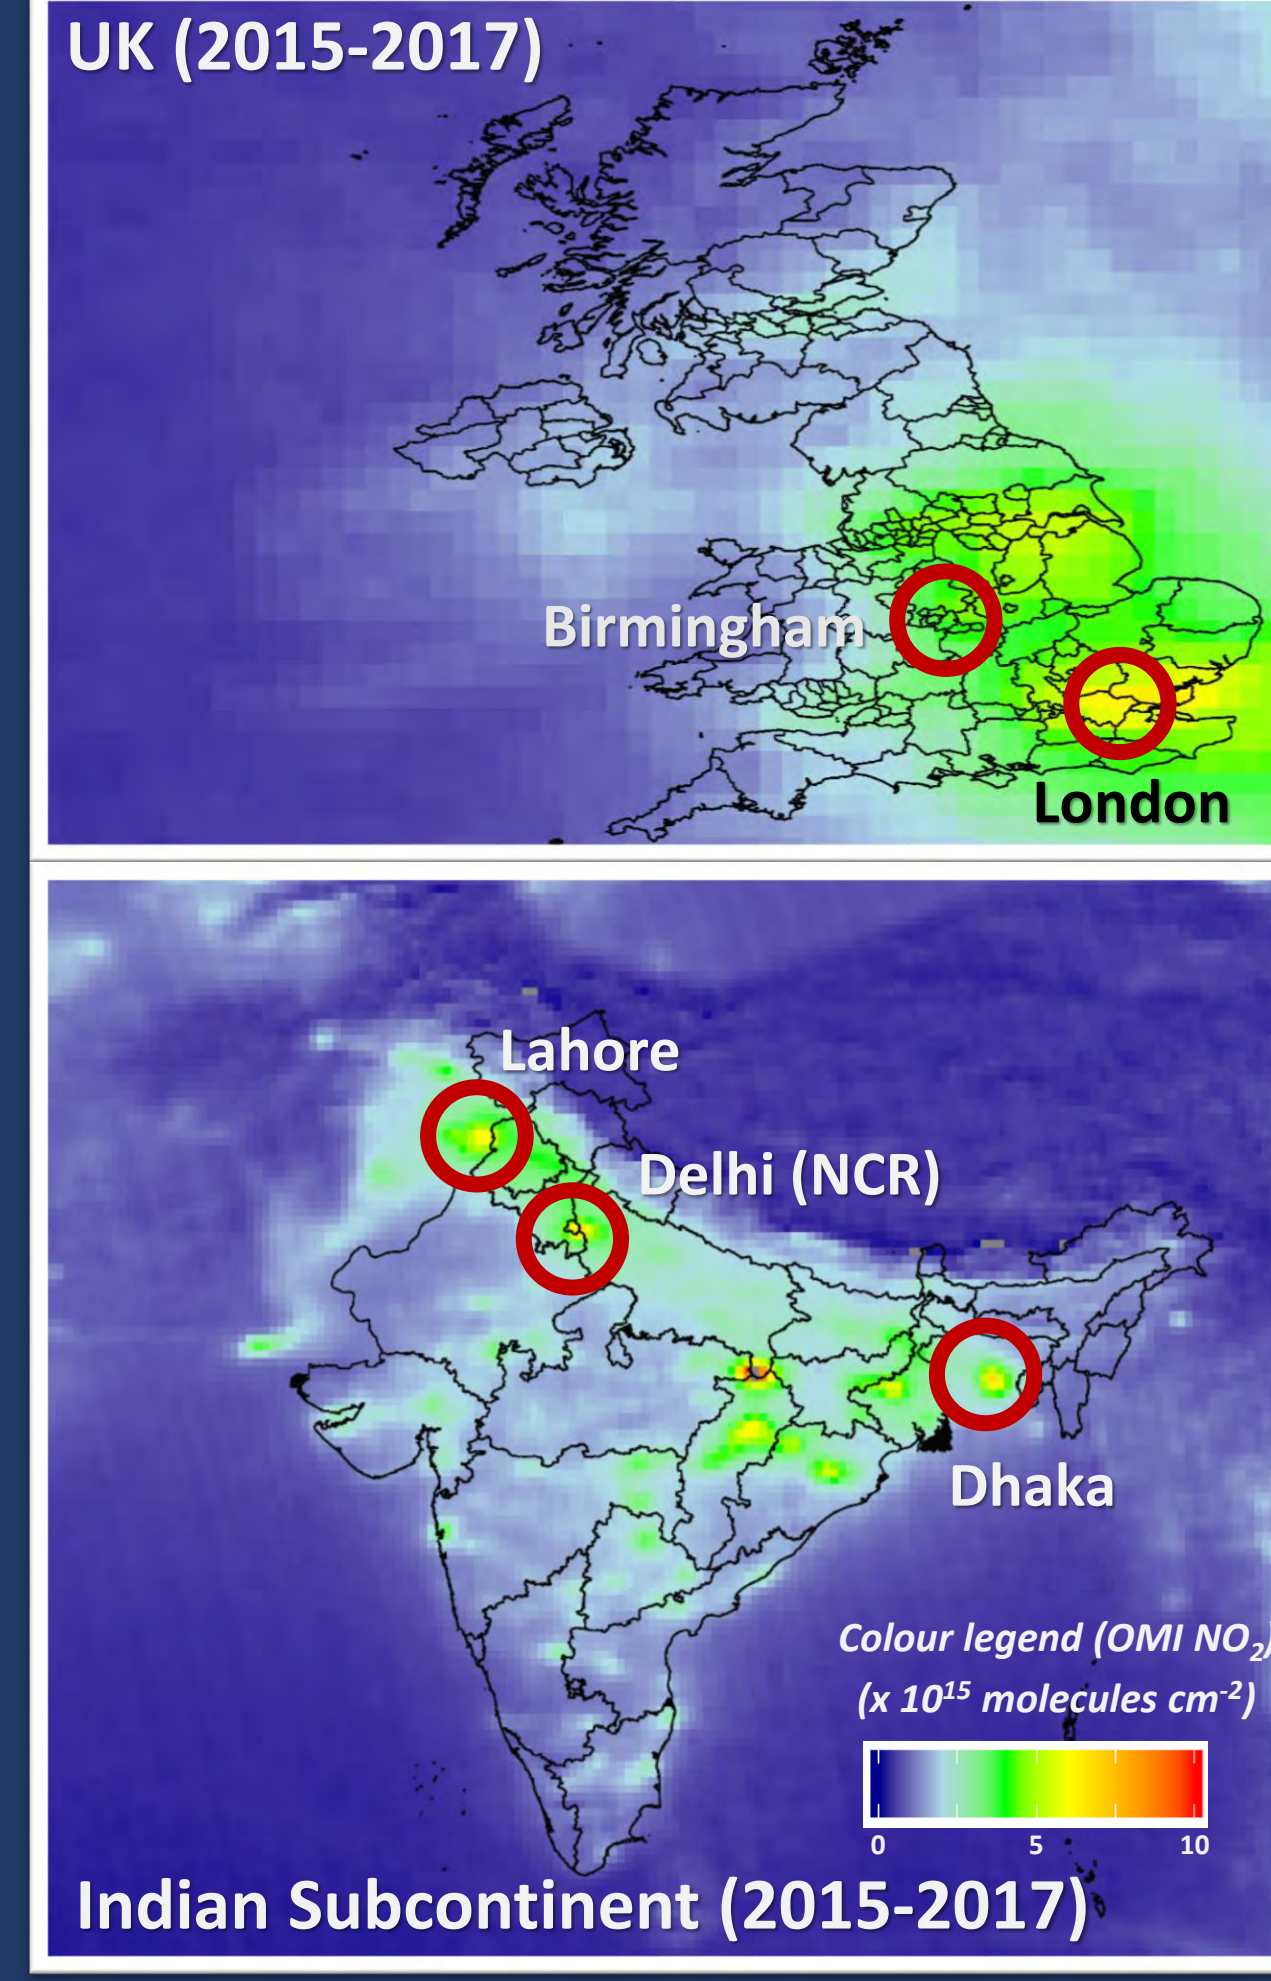 UK (2015-2017)
Birmingham
London
Lahore
Delhi (NCR)
Dhaka
Colour legend (OMI NO₂)
(x 10¹⁵ molecules cm⁻²)
0 5 10
Indian Subcontinent (2015-2017)